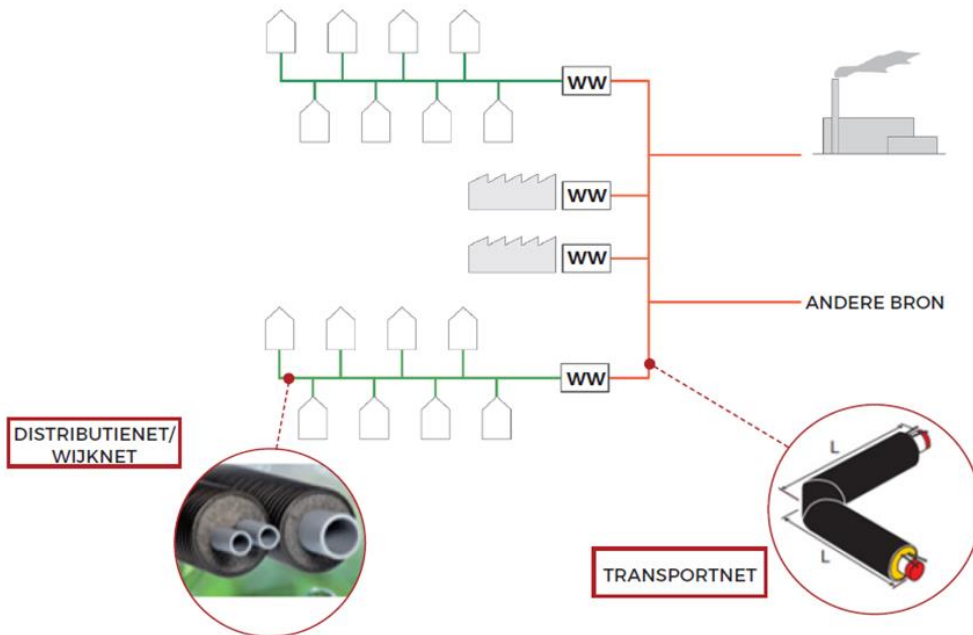 WW
WW
WW
ANDERE BRON
WW
DISTRIBUTIENET/
WIJKNET
L
L
TRANSPORTNET